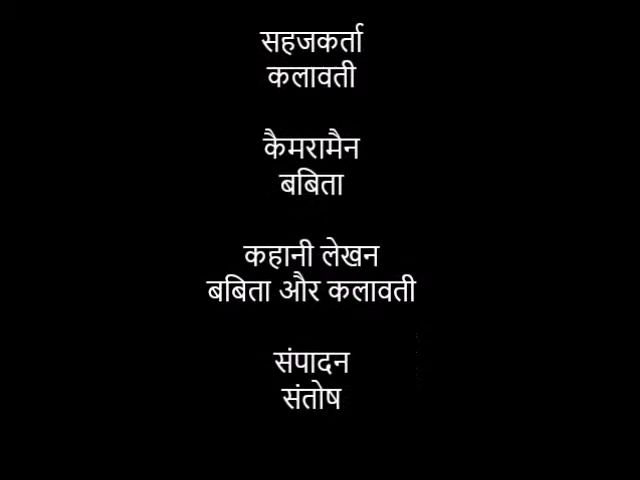 सहजकर्ता
कलावती
कैमरामैन
बबिता
कहानी लेखन
बबिता और कलावती
संपादन
संतोष